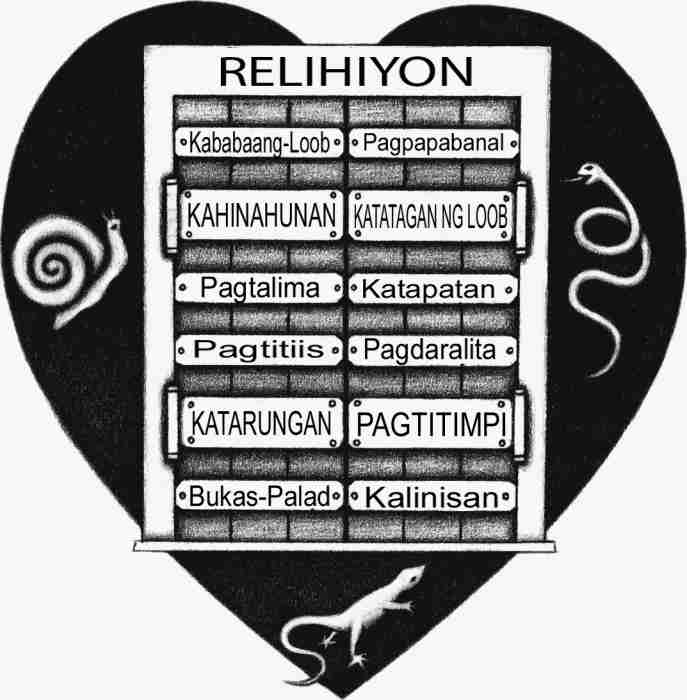 RELIHIYON
Kababaang-Loob Pagpapabanal
KAHINAHUNAN KATATAGAN NG LOOB
Pagtalima Katapatan
Pagtitiis Pagdaralita
KATARUNGAN PAGTITIMPI
Bukas-Palad Kalinisan